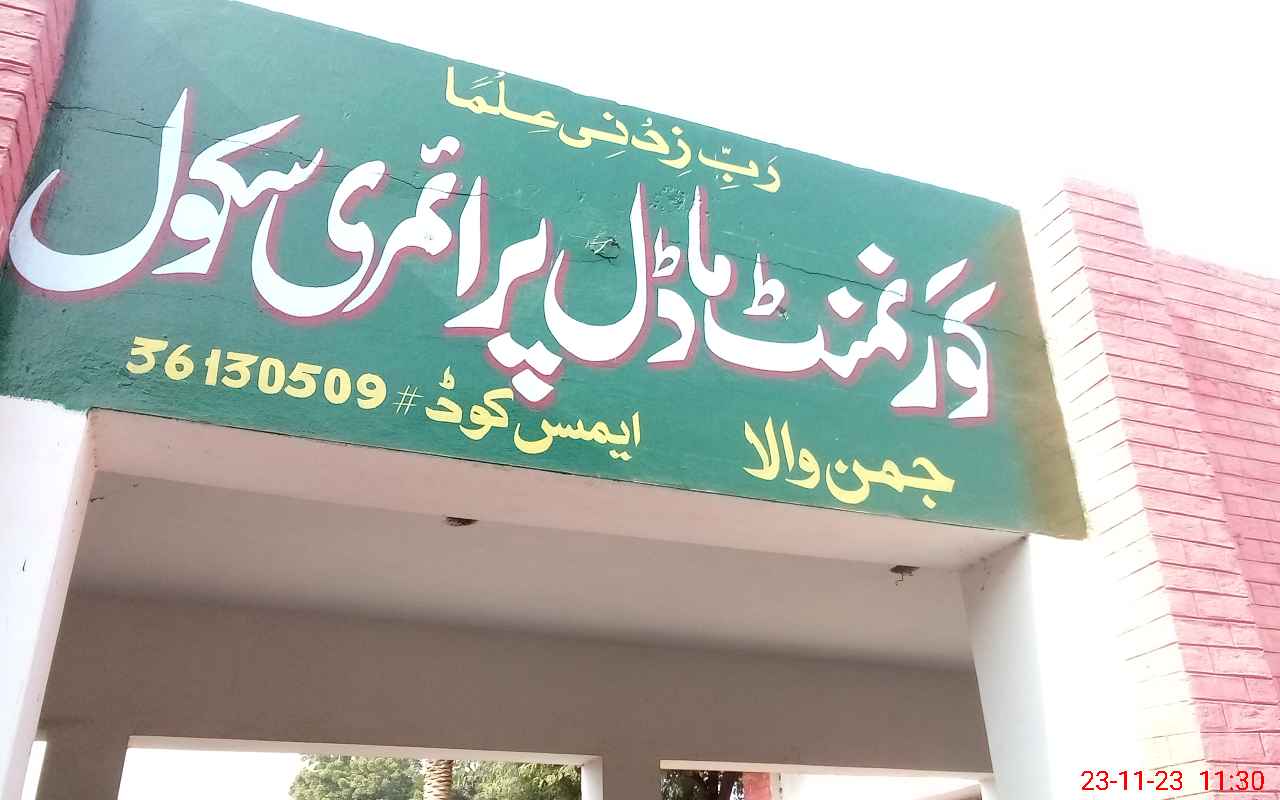 رَبِّ زِدْنِی عِلْمَا
گورنمنٹ ماڈل پرائمری سکول
جمن والا
ایمس کوڈ # 36130509
23-11-23 11:30